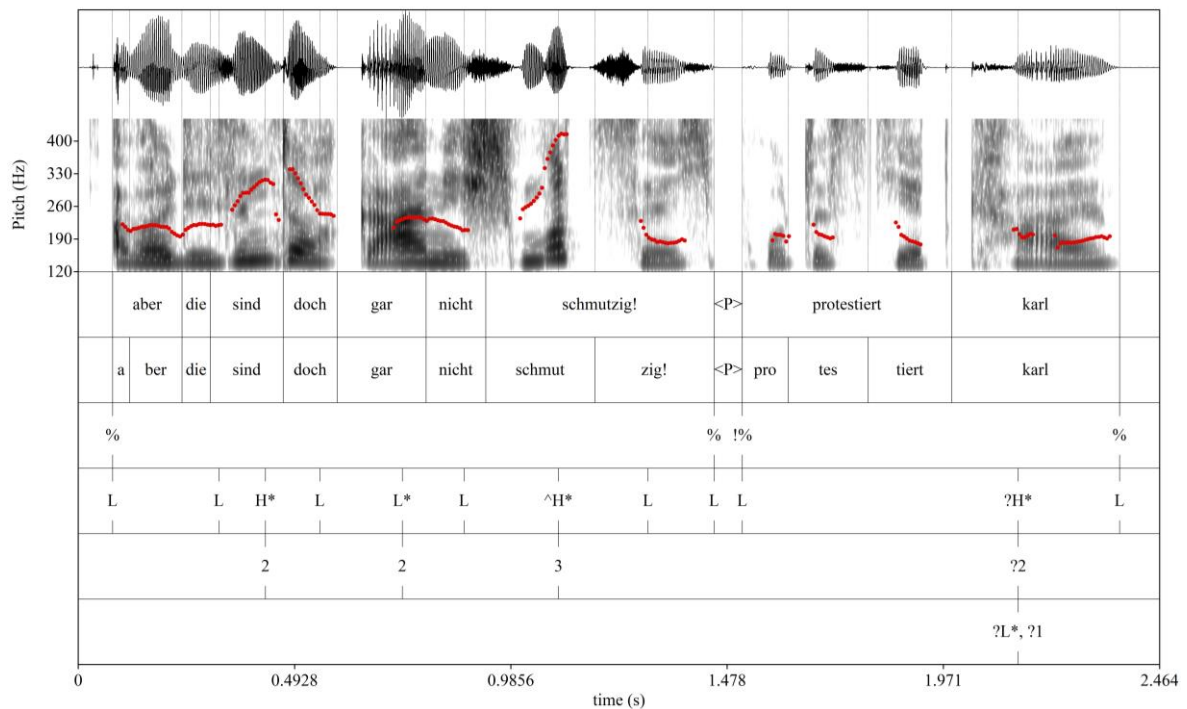 Pitch (Hz)
400
330
260
190
120
aber die sind doch gar nicht schmutzig! <P> protestiert karl
a ber die sind doch gar nicht schmut zig! <P> pro tes tiert karl
% % !% %
L L H* L L* L ^H* L L L ?H* L
2 2 3 ?2
?L*, ?1
0 0.4928 0.9856 1.478 1.971 2.464
time (s)